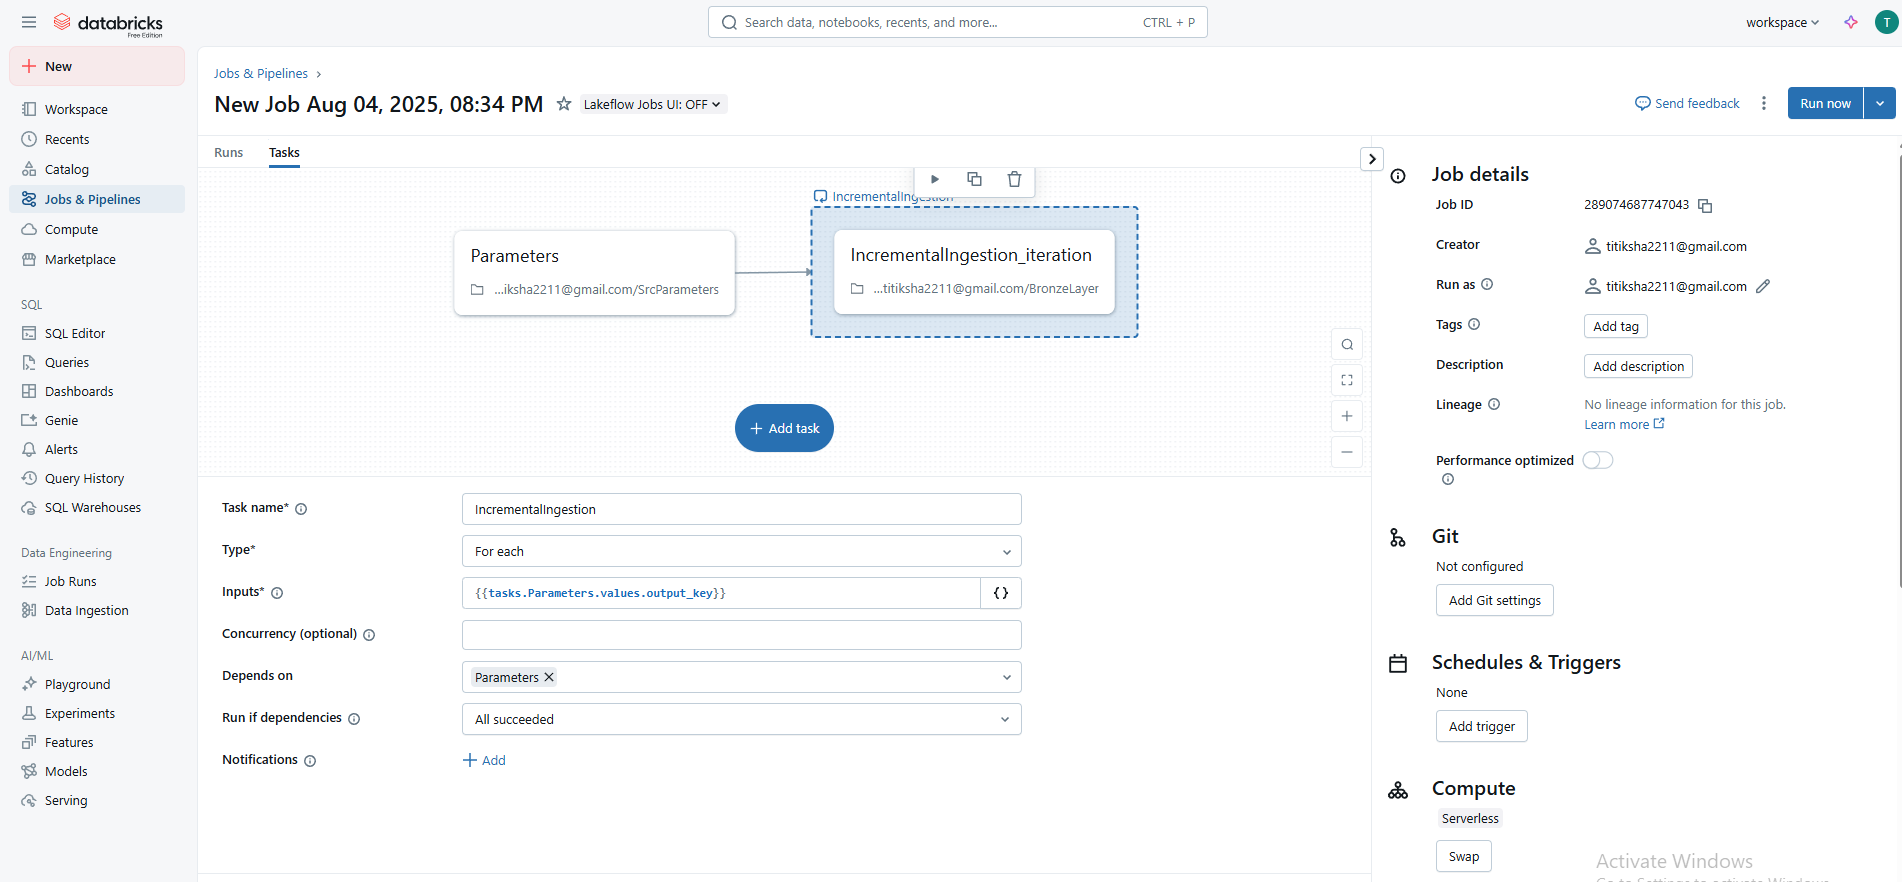 databricks
Free Edition
Search data, notebooks, recents, and more...
CTRL + P
workspace
T
New
Workspace
Recents
Catalog
Jobs & Pipelines
Compute
Marketplace
SQL
SQL Editor
Queries
Dashboards
Genie
Alerts
Query History
SQL Warehouses
Data Engineering
Job Runs
Data Ingestion
AI/ML
Playground
Experiments
Features
Models
Serving
Jobs & Pipelines
New Job Aug 04, 2025, 08:34 PM
Lakeflow Jobs UI: OFF
Send feedback
Run now
Runs
Tasks
IncrementalIngestion
Parameters
...iksha2211@gmail.com/SrcParameters
IncrementalIngestion_iteration
...titiksha2211@gmail.com/BronzeLayer
+ Add task
Task name*
IncrementalIngestion
Type*
For each
Inputs*
{{tasks.Parameters.values.output_key}}
{}
Concurrency (optional)
Depends on
Parameters
Run if dependencies
All succeeded
Notifications
+ Add
Job details
Job ID
289074687747043
Creator
titiksha2211@gmail.com
Run as
titiksha2211@gmail.com
Tags
Add tag
Description
Add description
Lineage
No lineage information for this job.
Learn more
Performance optimized
Git
Not configured
Add Git settings
Schedules & Triggers
None
Add trigger
Compute
Serverless
Swap
Activate Windows